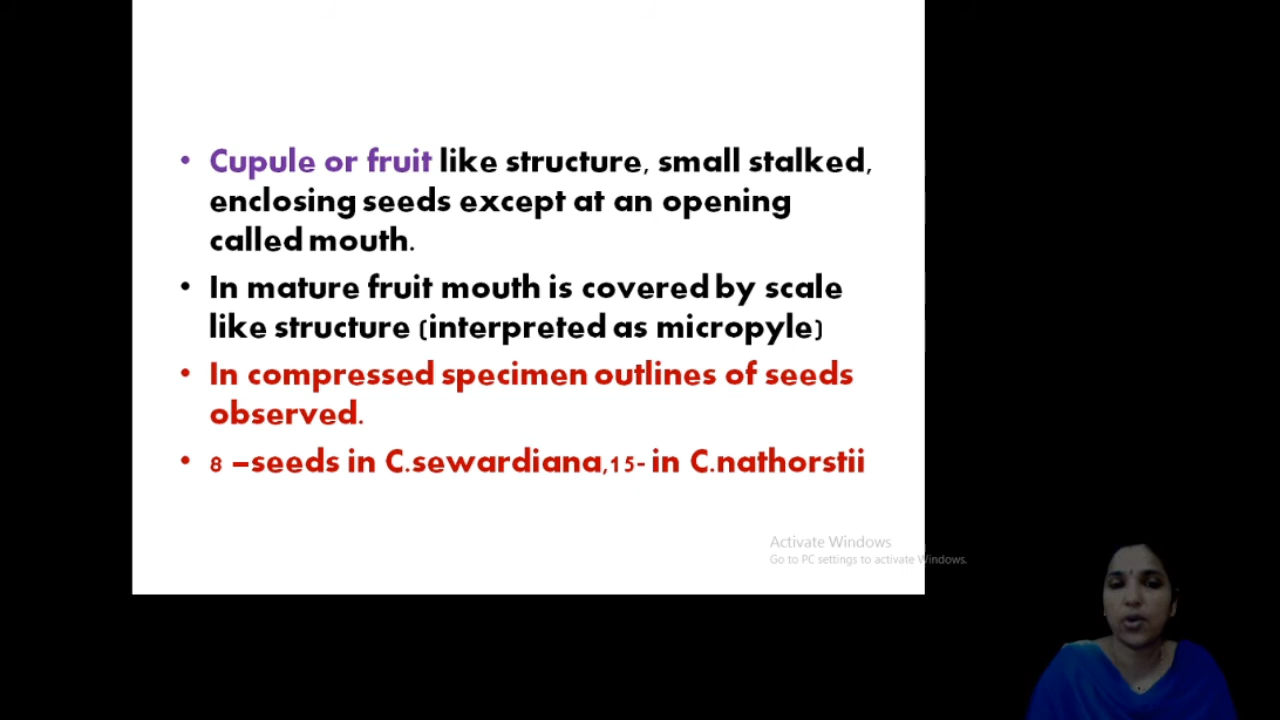 • Cupule or fruit like structure, small stalked,
enclosing seeds except at an opening
called mouth.
• In mature fruit mouth is covered by scale
like structure (interpreted as micropyle)
• In compressed specimen outlines of seeds
observed.
• 8 –seeds in C.sewardiana,15- in C.nathorstii
Activate Windows
Go to PC settings to activate Windows.